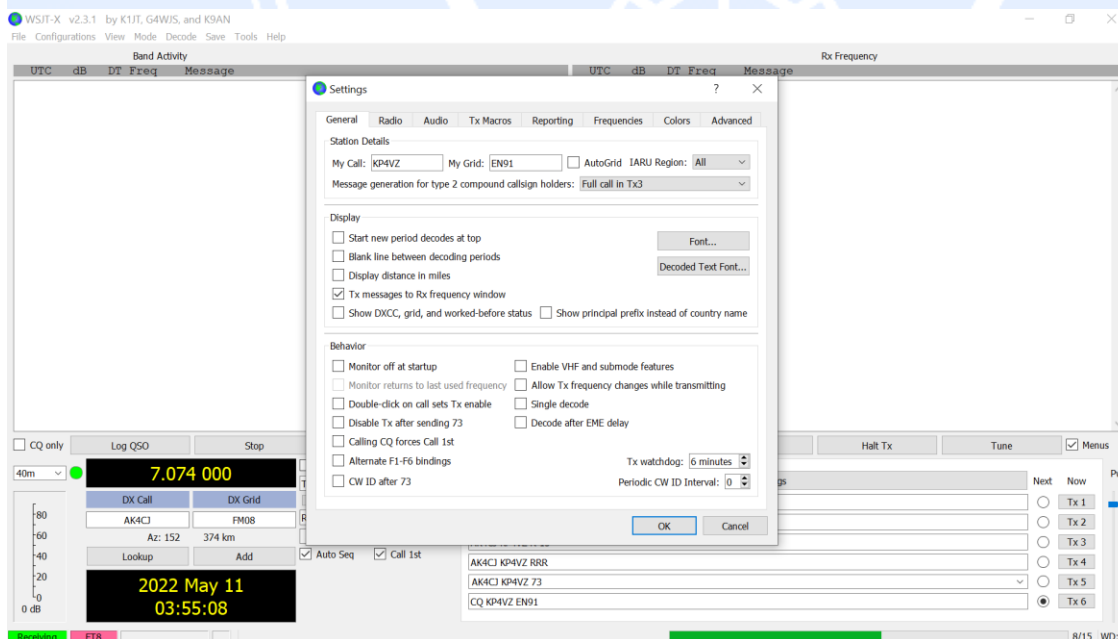 WSJT-X v2.3.1 by K1JT, G4WJS, and K9AN
File Configurations View Mode Decode Save Tools Help
Band Activity
Rx Frequency
UTC dB DT Freq Message
UTC dB DT Freq Message
Settings
?
General Radio Audio Tx Macros Reporting Frequencies Colors Advanced
Station Details
My Call: KP4VZ My Grid: EN91 AutoGrid IARU Region: All
Message generation for type 2 compound callsign holders: Full call in Tx3
Display
Start new period decodes at top
Font...
Blank line between decoding periods
Decoded Text Font...
Display distance in miles
Tx messages to Rx frequency window
Show DXCC, grid, and worked-before status Show principal prefix instead of country name
Behavior
Monitor off at startup Enable VHF and submode features
Monitor returns to last used frequency Allow Tx frequency changes while transmitting
Double-click on call sets Tx enable Single decode
Disable Tx after sending 73 Decode after EME delay
Calling CQ forces Call 1st
Alternate F1-F6 bindings Tx watchdog: 6 minutes
CW ID after 73 Periodic CW ID Interval: 0
OK Cancel
CQ only Log QSO Stop Halt Tx Tune Menus
40m 7.074 000
Next Now
DX Call DX Grid
Tx 1
AK4CJ FM08
Tx 2
Az: 152 374 km
Tx 3
Lookup Add
Auto Seq Call 1st
AK4CJ KP4VZ RRR Tx 4
AK4CJ KP4VZ 73 Tx 5
CQ KP4VZ EN91 Tx 6
-80
-60
-40
-20
-0
0 dB
2022 May 11
03:55:08
Receiving FT8 8/15